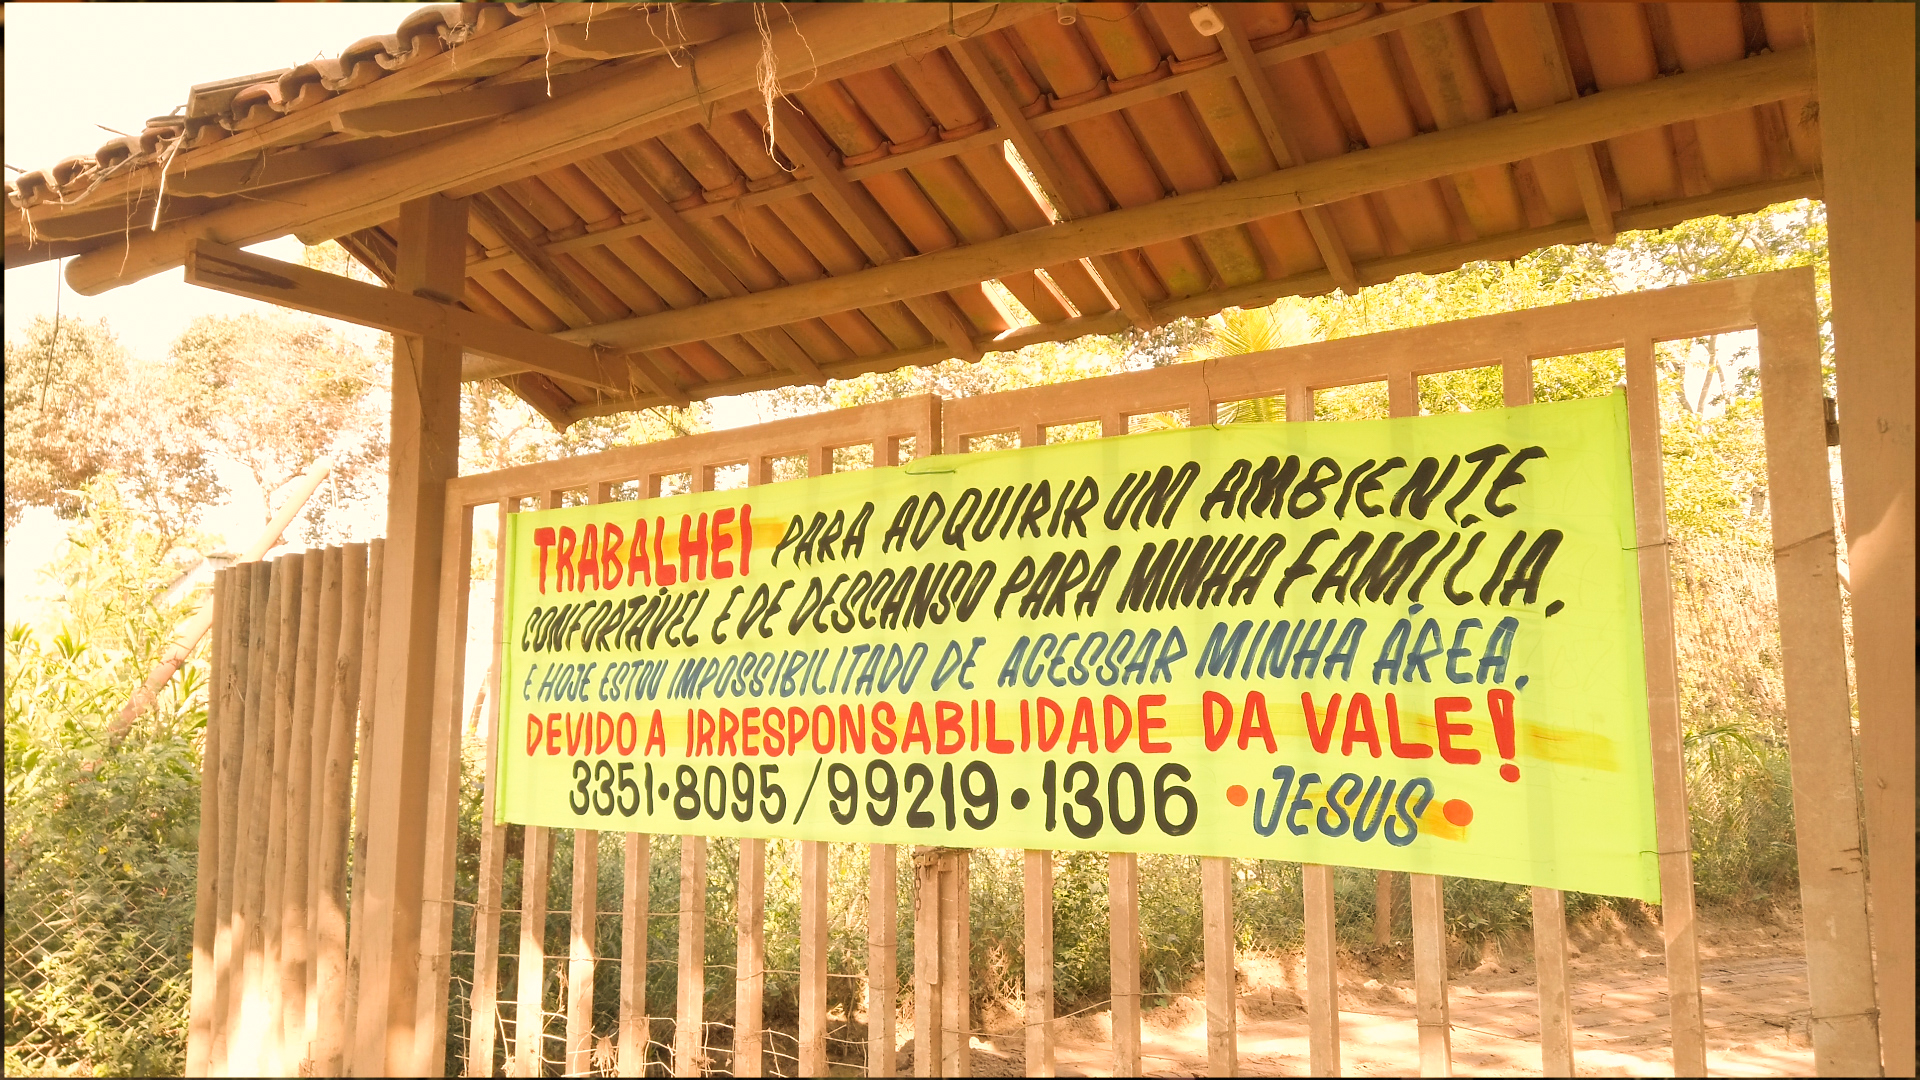 TRABALHEI PARA ADQUIRIR UM AMBIENTE
CONFORTÁVEL E DE DESCANSO PARA MINHA FAMÍLIA,
E HOJE ESTOU IMPOSSIBILITADO DE ACESSAR MINHA ÁREA,
DEVIDO A IRRESPONSABILIDADE DA VALE!
3351·8095/99219·1306 ·JESUS·